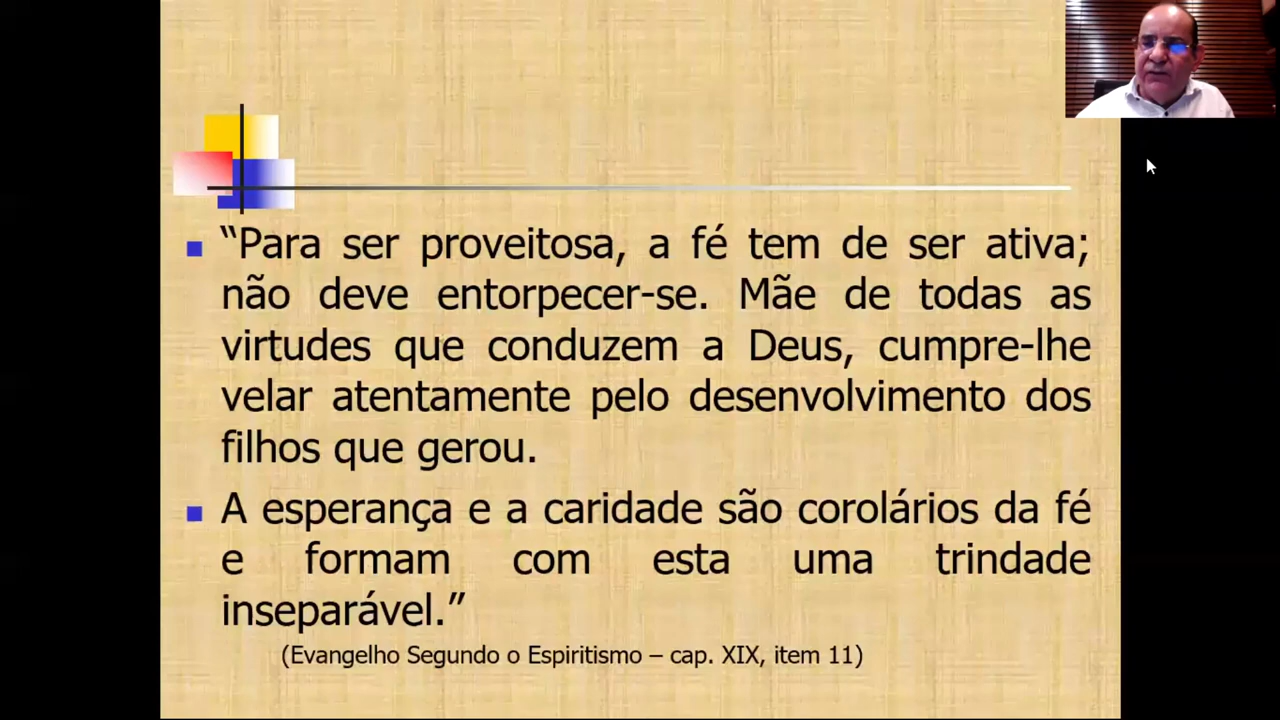 “Para ser proveitosa, a fé tem de ser ativa;
não deve entorpecer-se. Mãe de todas as
virtudes que conduzem a Deus, cumpre-lhe
velar atentamente pelo desenvolvimento dos
filhos que gerou.
A esperança e a caridade são corolários da fé
e formam com esta uma trindade
inseparável.”
(Evangelho Segundo o Espiritismo – cap. XIX, item 11)